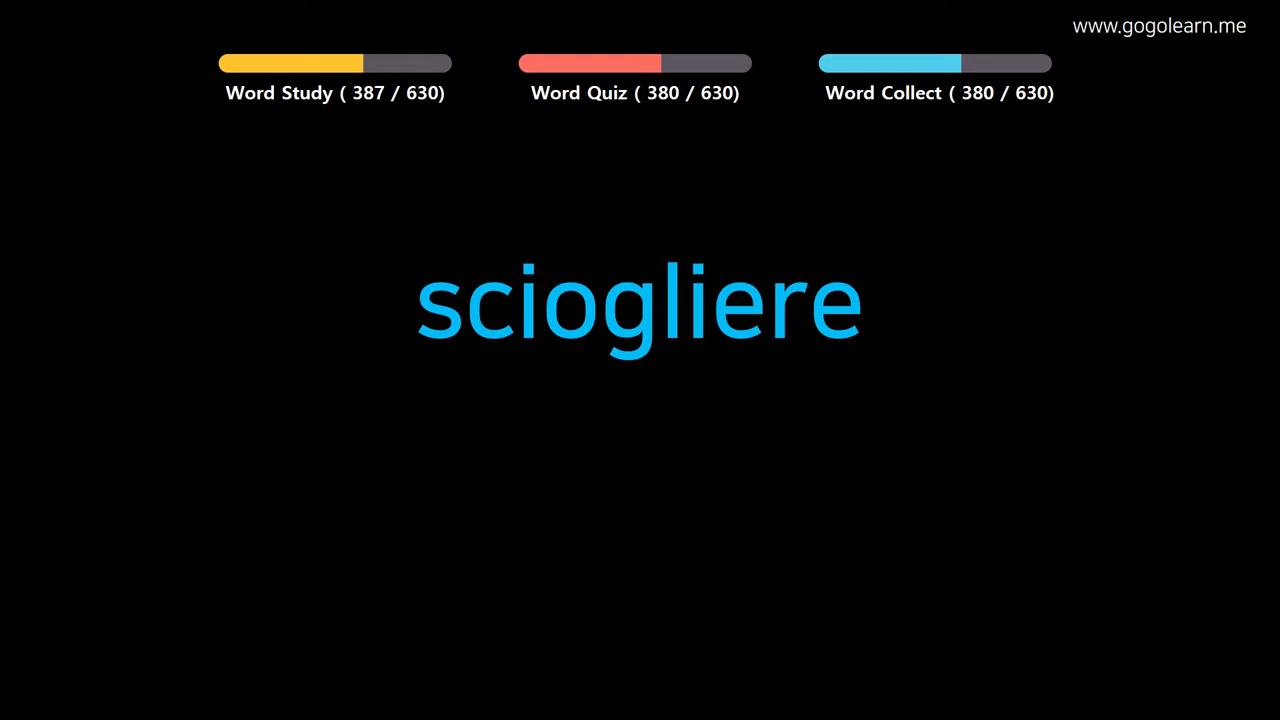 www.gogolearn.me
Word Study ( 387 / 630)
Word Quiz ( 380 / 630)
Word Collect ( 380 / 630)
sciogliere